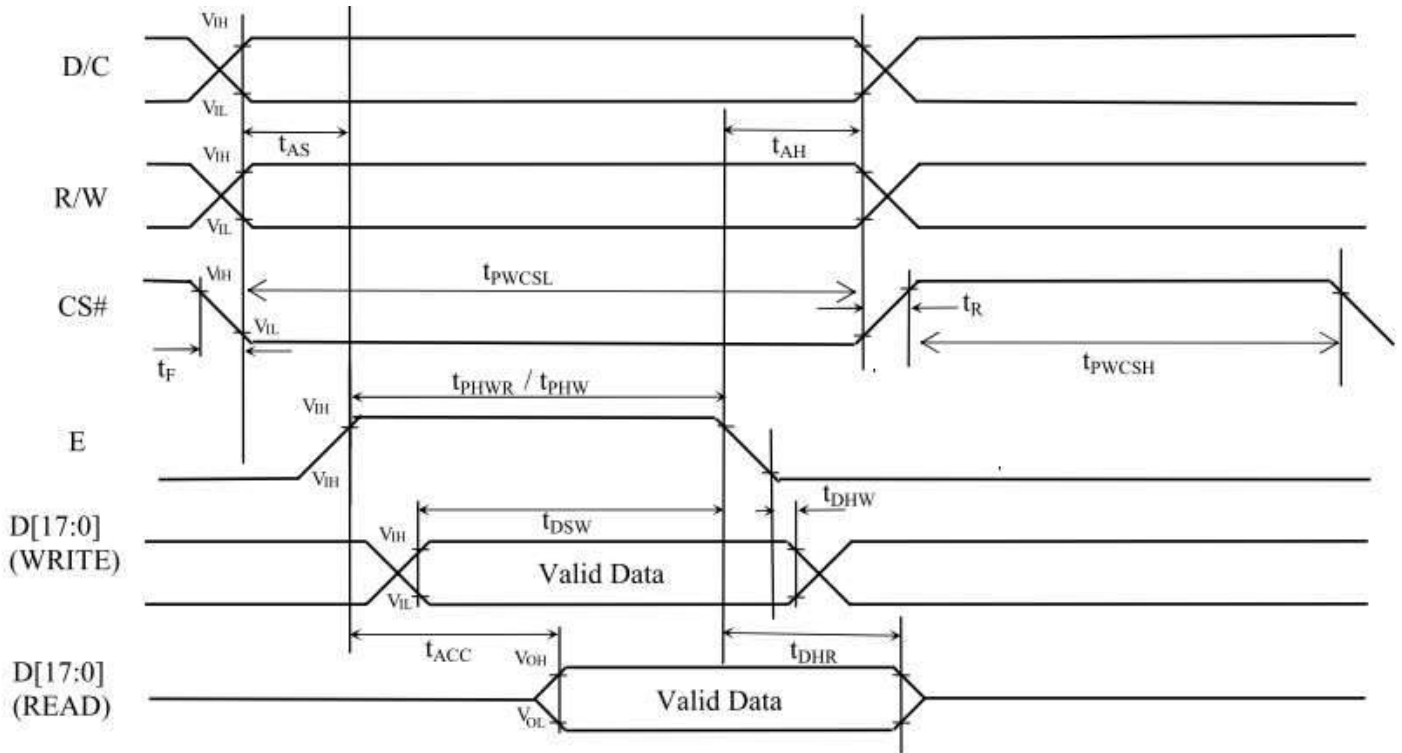 VIH
D/C
VIL
tAS
tAH
VIH
R/W
VIL
VIH
tPWCSL
CS#
VIL
tR
tF
tPWCSH
tPHWR / tPHW
VIH
E
VIH
tDHW
D[17:0]
(WRITE)
tDSW
VIH
Valid Data
VIL
tACC
tDHR
D[17:0]
(READ)
VOH
Valid Data
VOL